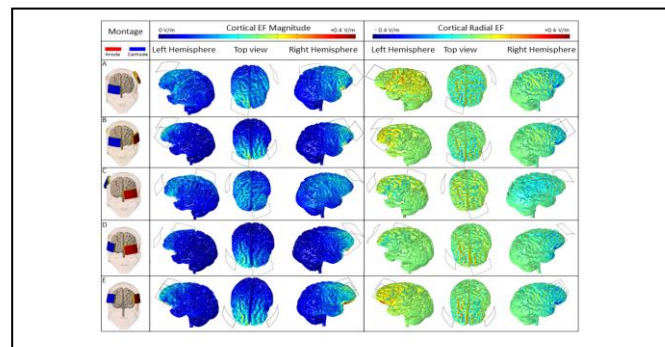 Montage
0 V/m Cortical EF Magnitude +0.4 V/m
- 0.4 V/m Cortical Radial EF +0.4 V/m
Anode Cathode
Left Hemisphere Top view Right Hemisphere
Left Hemisphere Top view Right Hemisphere
A
B
C
D
E